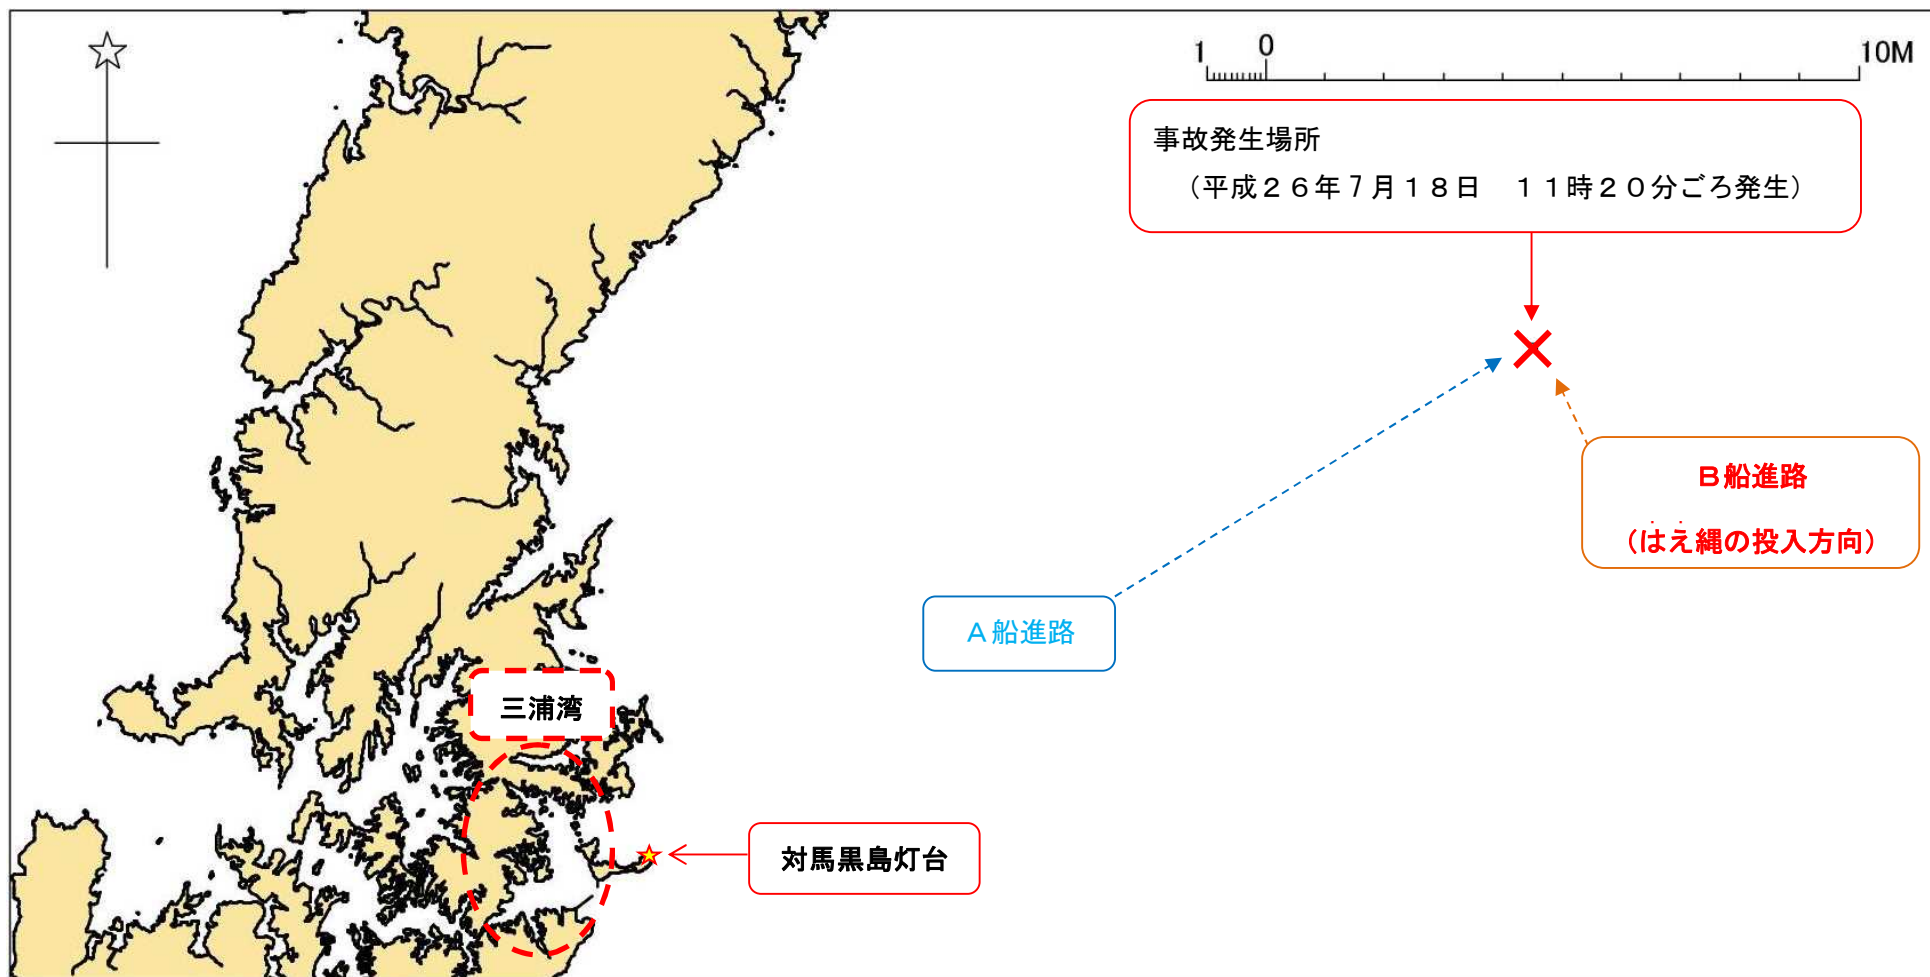 1 0 10M
事故発生場所
（平成２６年７月１８日　１１時２０分ごろ発生）
Ｂ船進路
（はえ縄の投入方向）
Ａ船進路
三浦湾
対馬黒島灯台